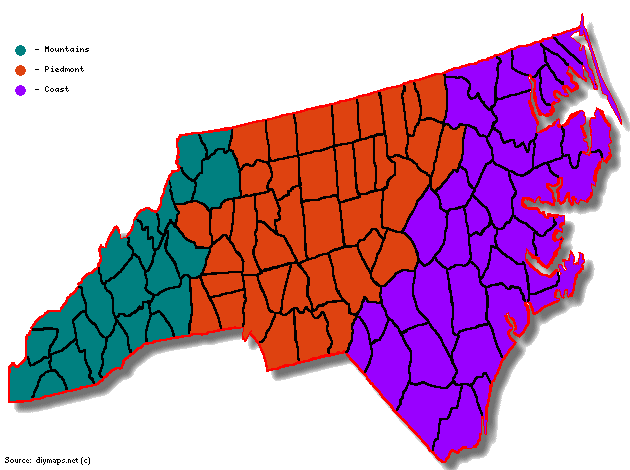 - Mountains
- Piedmont
- Coast
Source: diymaps.net (c)